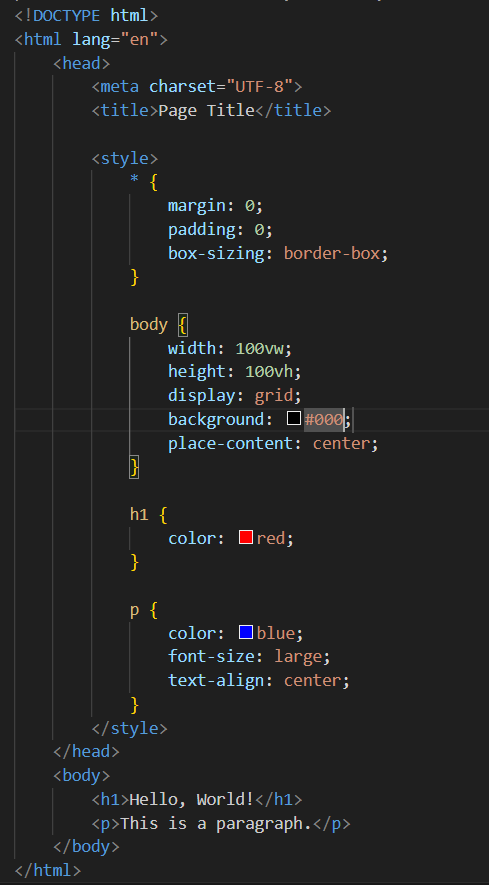 <!DOCTYPE html>
<html lang="en">
    <head>
        <meta charset="UTF-8">
        <title>Page Title</title>

        <style>
            * {
                margin: 0;
                padding: 0;
                box-sizing: border-box;
            }

            body {
                width: 100vw;
                height: 100vh;
                display: grid;
                background: #000;
                place-content: center;
            }

            h1 {
                color: red;
            }

            p {
                color: blue;
                font-size: large;
                text-align: center;
            }
        </style>
    </head>
    <body>
        <h1>Hello, World!</h1>
        <p>This is a paragraph.</p>
    </body>
</html>